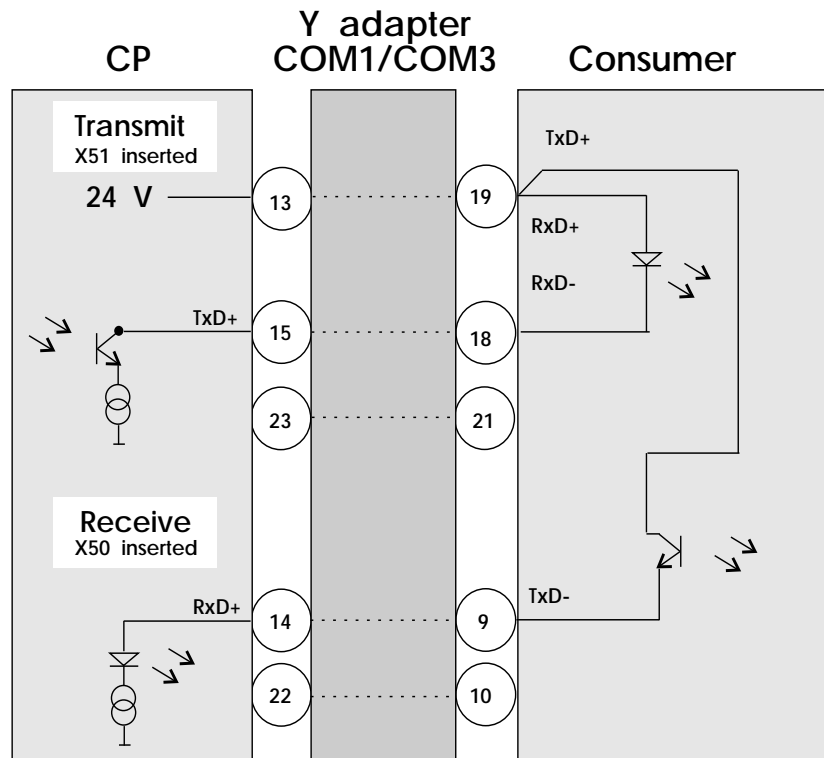 Y adapter
CP COM1/COM3 Consumer
Transmit
X51 inserted
TxD+
24 V
13
19
RxD+
RxD-
TxD+
15
18
23
21
Receive
X50 inserted
TxD-
RxD+
14
9
22
10